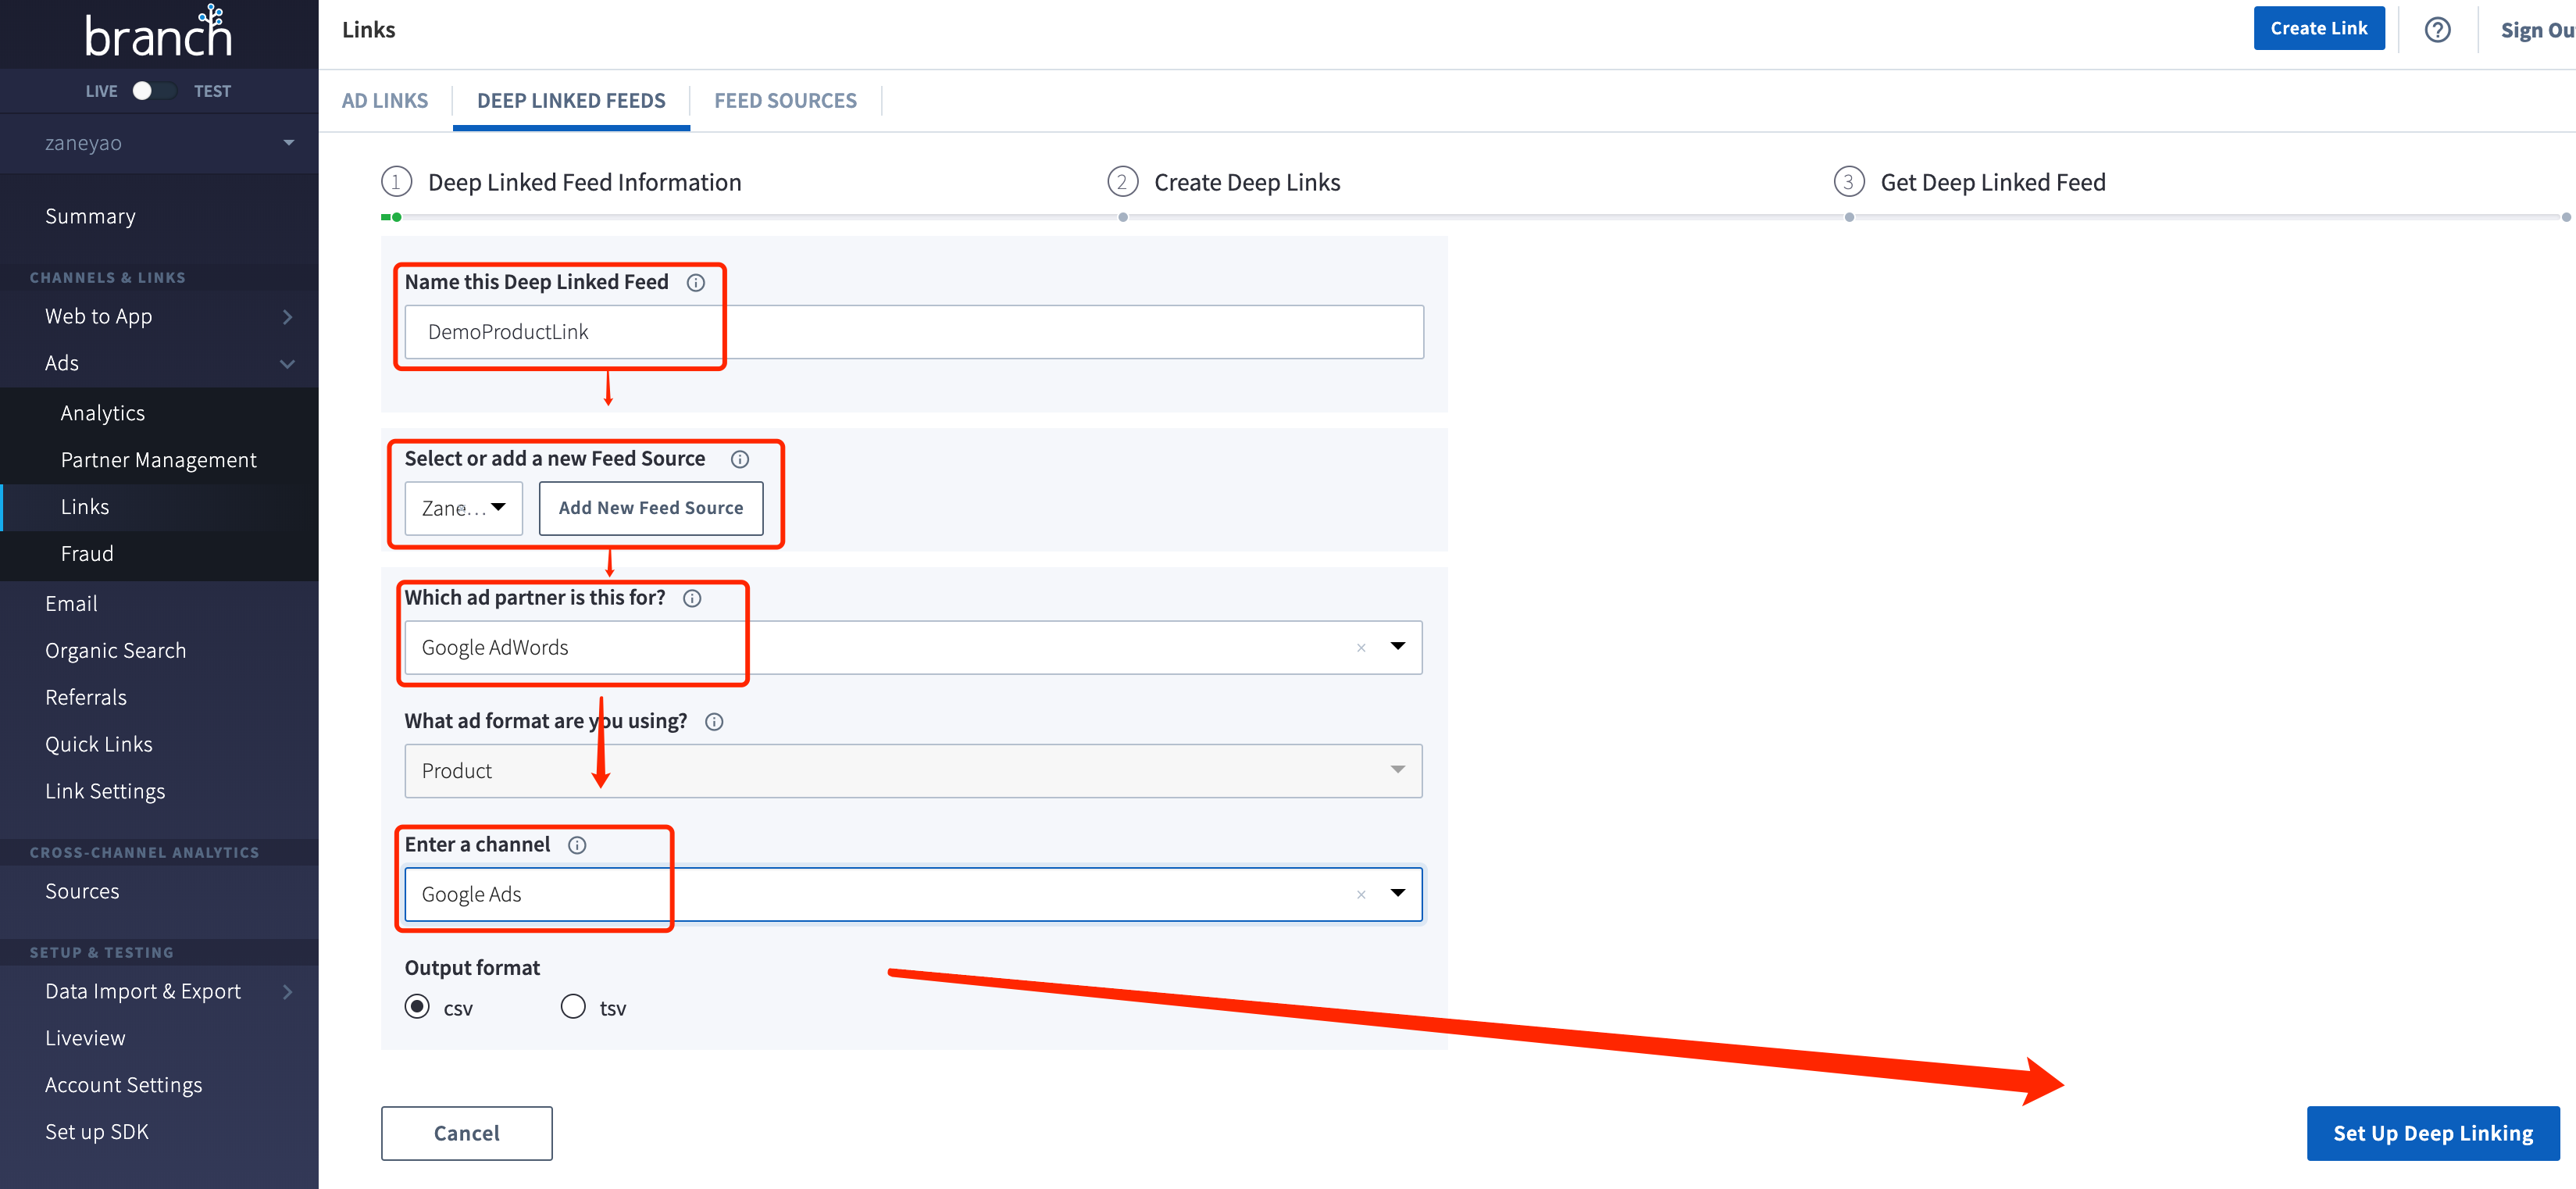 branch
LIVE TEST
zaneyao
Summary
CHANNELS & LINKS
Web to App
Ads
Analytics
Partner Management
Links
Fraud
Email
Organic Search
Referrals
Quick Links
Link Settings
CROSS-CHANNEL ANALYTICS
Sources
SETUP & TESTING
Data Import & Export
Liveview
Account Settings
Set up SDK
Links
Create Link
Sign Ou
AD LINKS
DEEP LINKED FEEDS
FEED SOURCES
1 Deep Linked Feed Information
2 Create Deep Links
3 Get Deep Linked Feed
Name this Deep Linked Feed
DemoProductLink
Select or add a new Feed Source
Zane...
Add New Feed Source
Which ad partner is this for?
Google AdWords
What ad format are you using?
Product
Enter a channel
Google Ads
Output format
csv
tsv
Cancel
Set Up Deep Linking